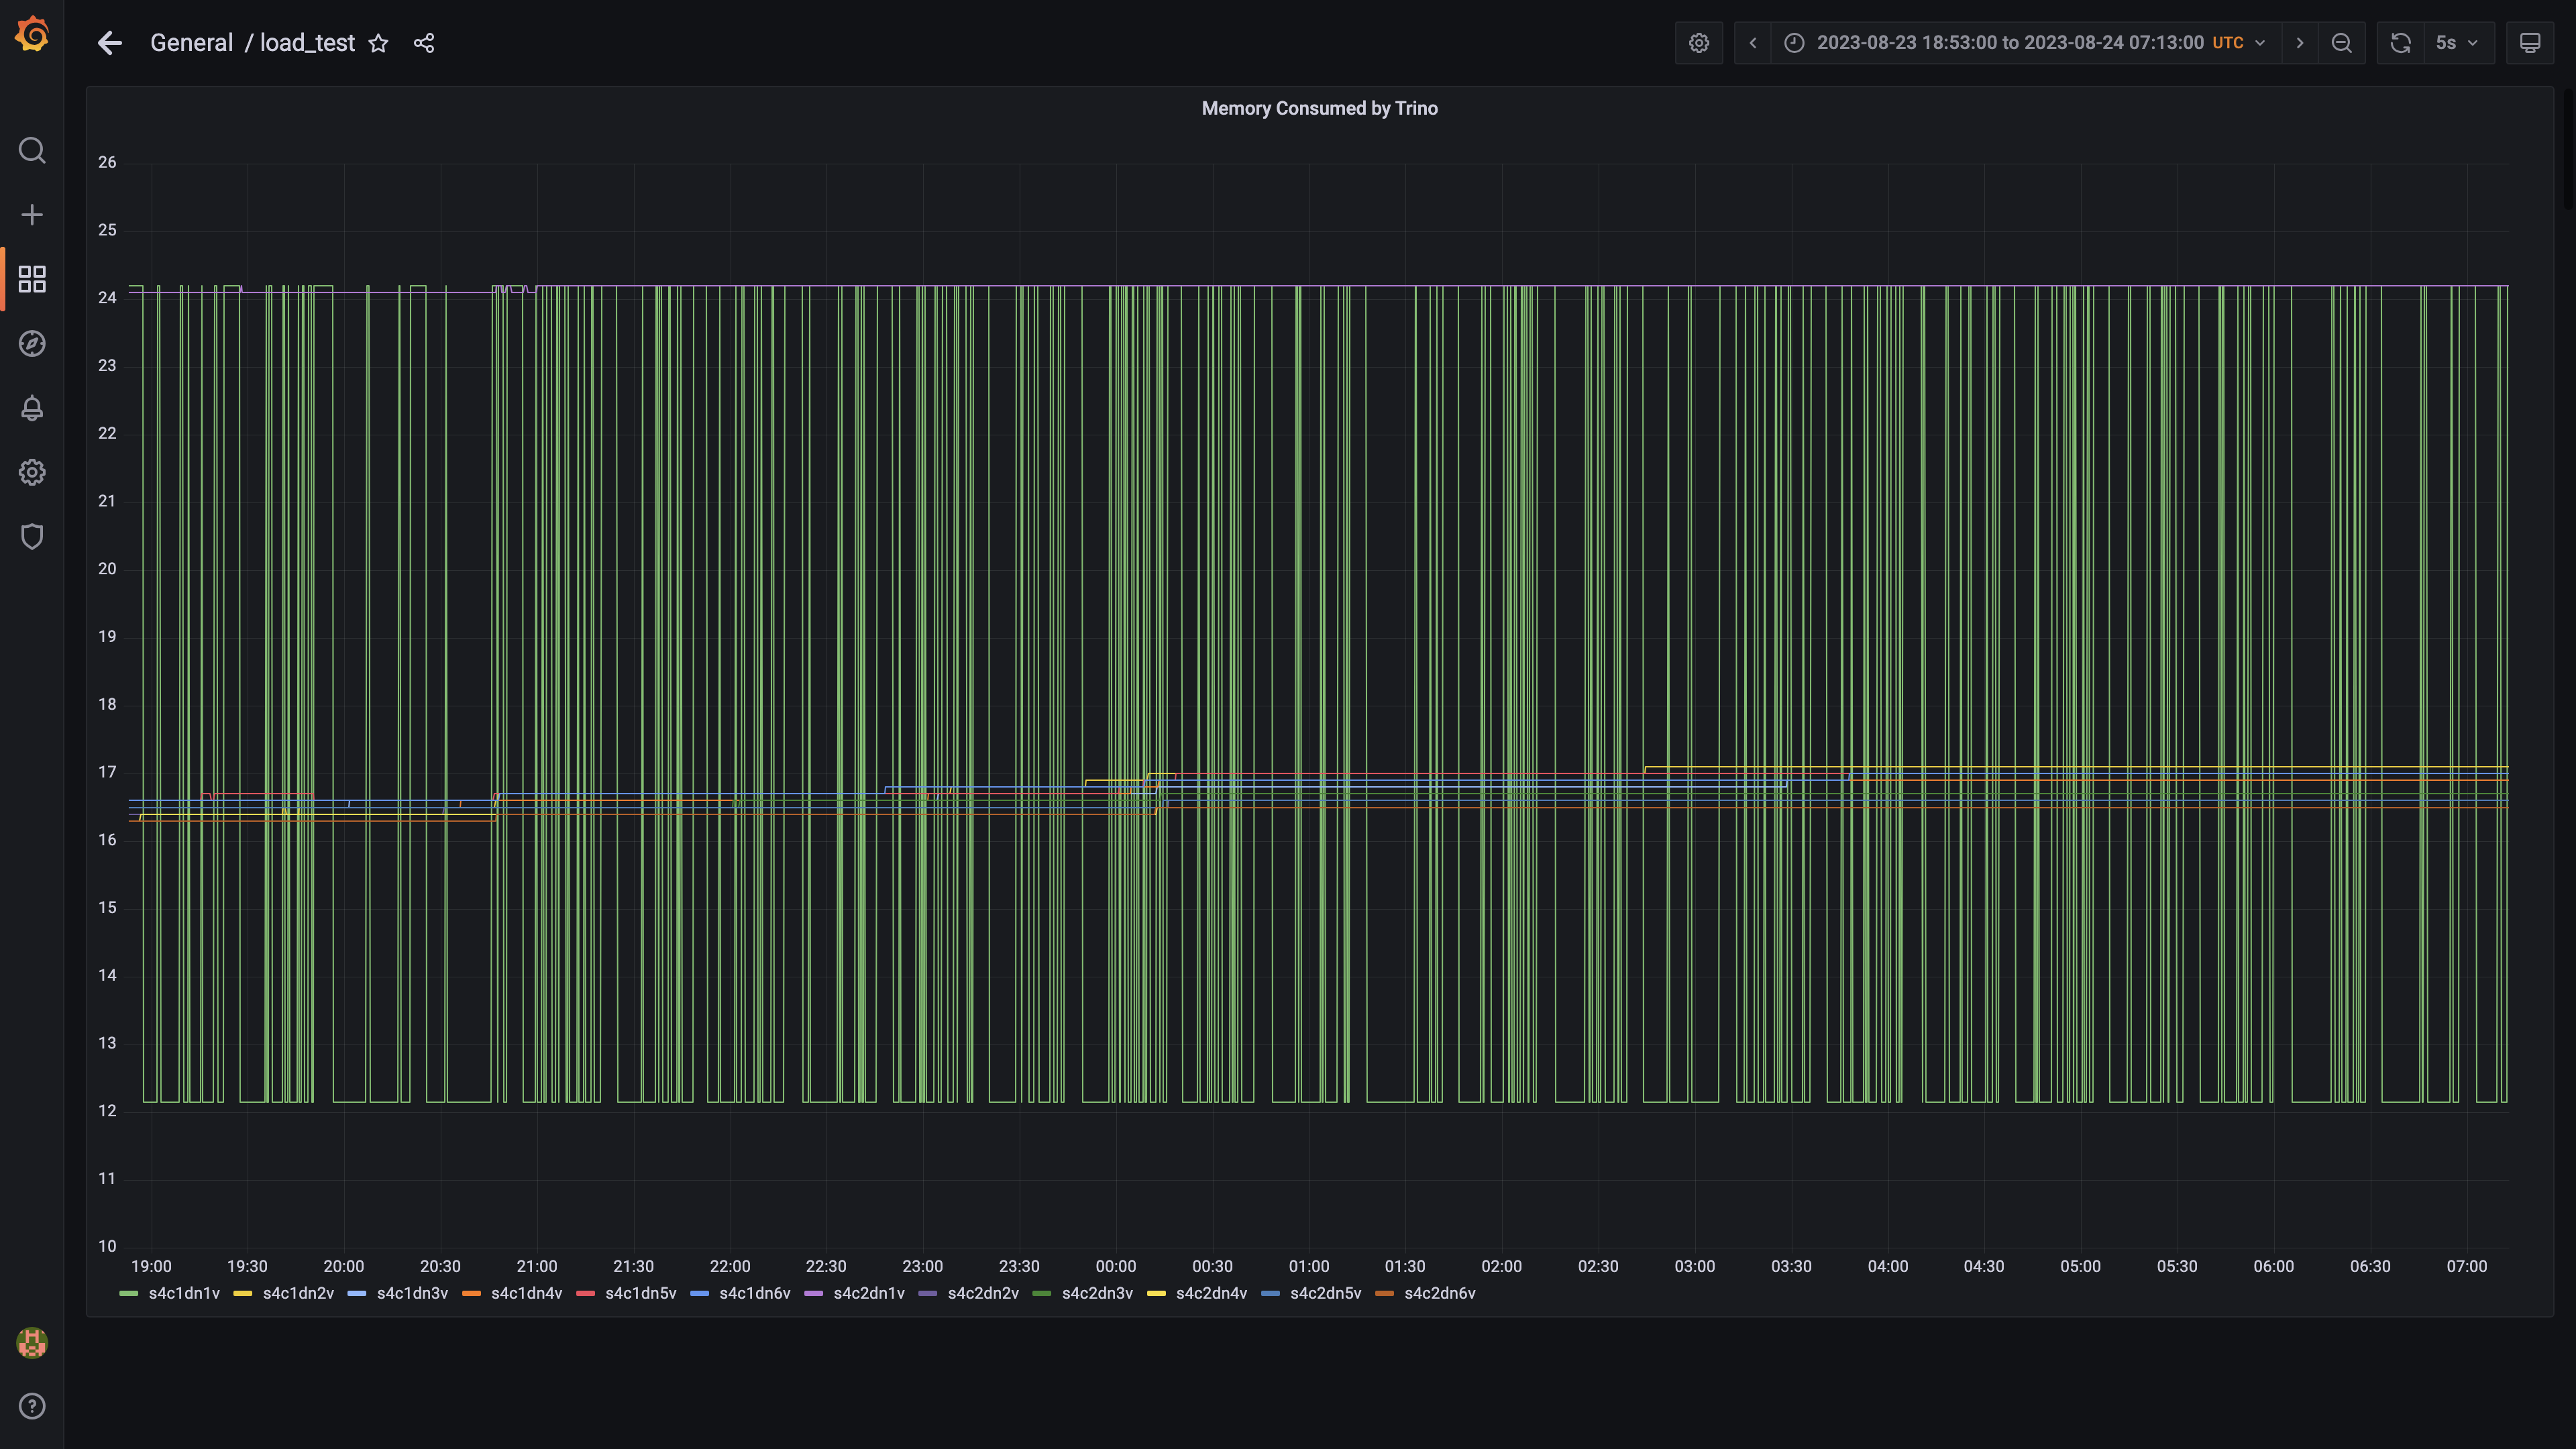 General / load_test
2023-08-23 18:53:00 to 2023-08-24 07:13:00 UTC
5s
Memory Consumed by Trino
26
25
24
23
22
21
20
19
18
17
16
15
14
13
12
11
10
19:00 19:30 20:00 20:30 21:00 21:30 22:00 22:30 23:00 23:30 00:00 00:30 01:00 01:30 02:00 02:30 03:00 03:30 04:00 04:30 05:00 05:30 06:00 06:30 07:00
s4c1dn1v s4c1dn2v s4c1dn3v s4c1dn4v s4c1dn5v s4c1dn6v s4c2dn1v s4c2dn2v s4c2dn3v s4c2dn4v s4c2dn5v s4c2dn6v